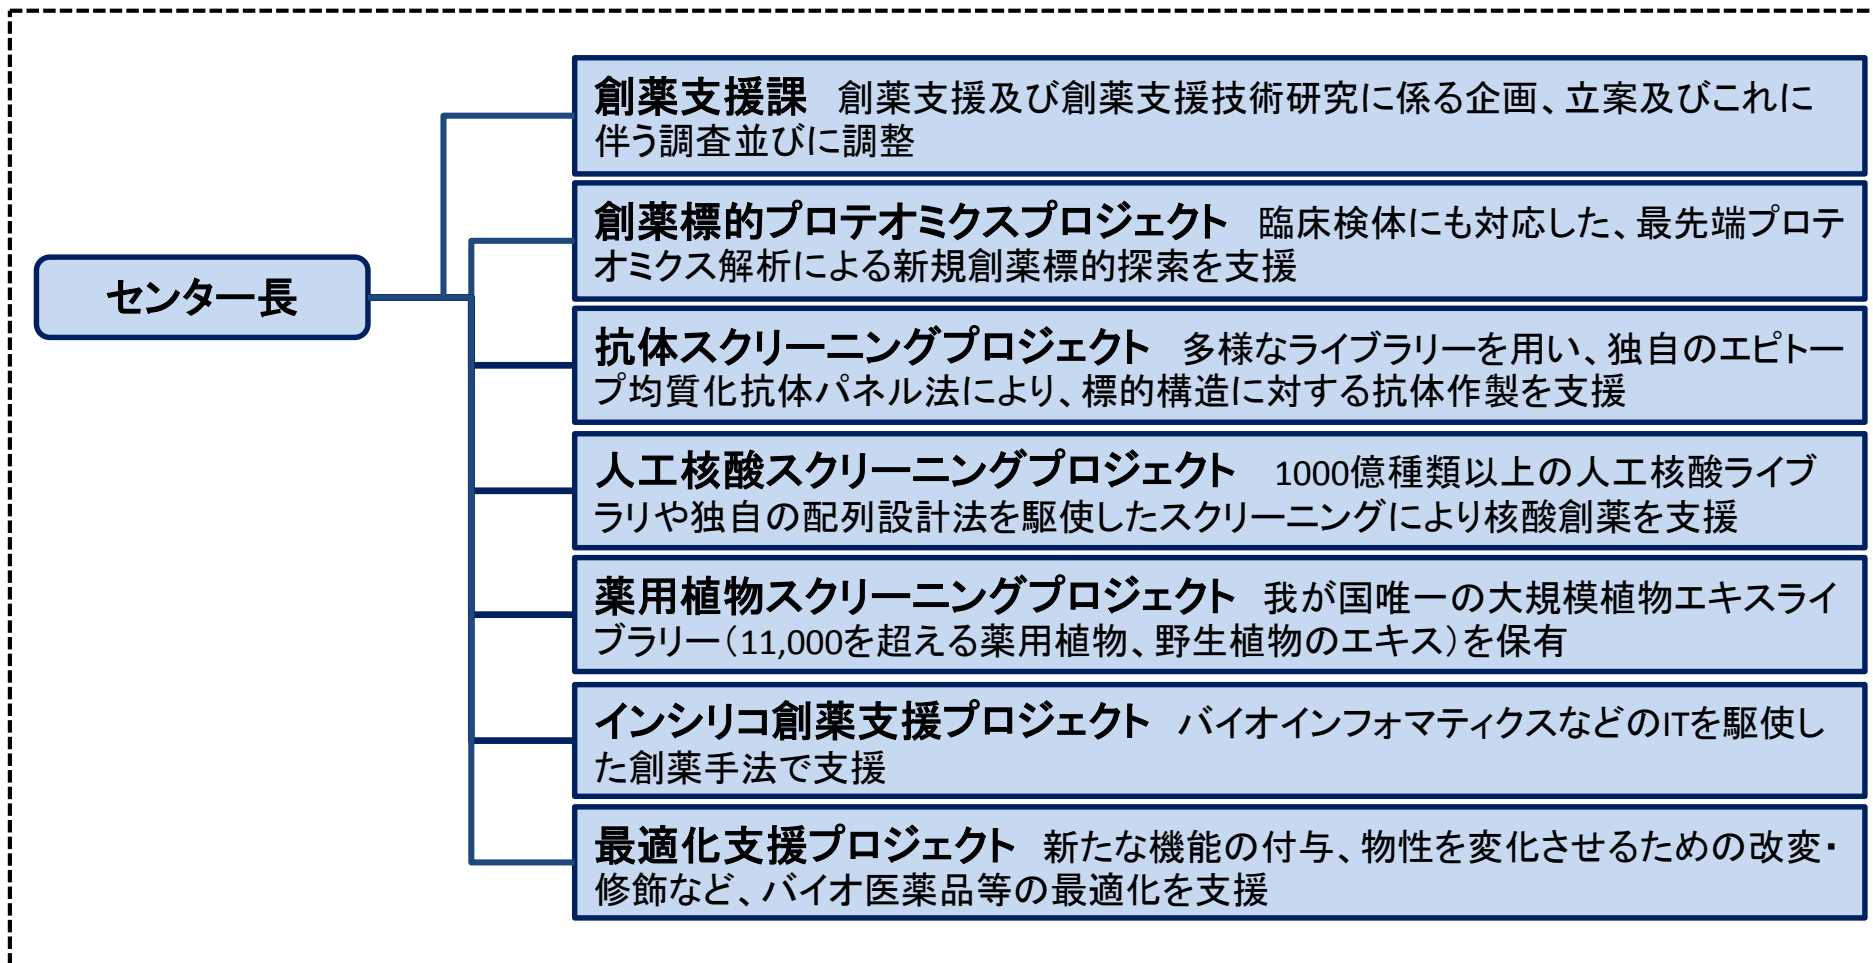 創薬支援課 創薬支援及び創薬支援技術研究に係る企画、立案及びこれに
伴う調査並びに調整
創薬標的プロテオミクスプロジェクト 臨床検体にも対応した、最先端プロテ
オミクス解析による新規創薬標的探索を支援
センター長
抗体スクリーニングプロジェクト 多様なライブラリーを用い、独自のエピトー
プ均質化抗体パネル法により、標的構造に対する抗体作製を支援
人工核酸スクリーニングプロジェクト 1000億種類以上の人工核酸ライブ
ラリや独自の配列設計法を駆使したスクリーニングにより核酸創薬を支援
薬用植物スクリーニングプロジェクト 我が国唯一の大規模植物エキスライ
ブラリー（11,000を超える薬用植物、野生植物のエキス）を保有
インシリコ創薬支援プロジェクト バイオインフォマティクスなどのITを駆使し
た創薬手法で支援
最適化支援プロジェクト 新たな機能の付与、物性を変化させるための改変・
修飾など、バイオ医薬品等の最適化を支援